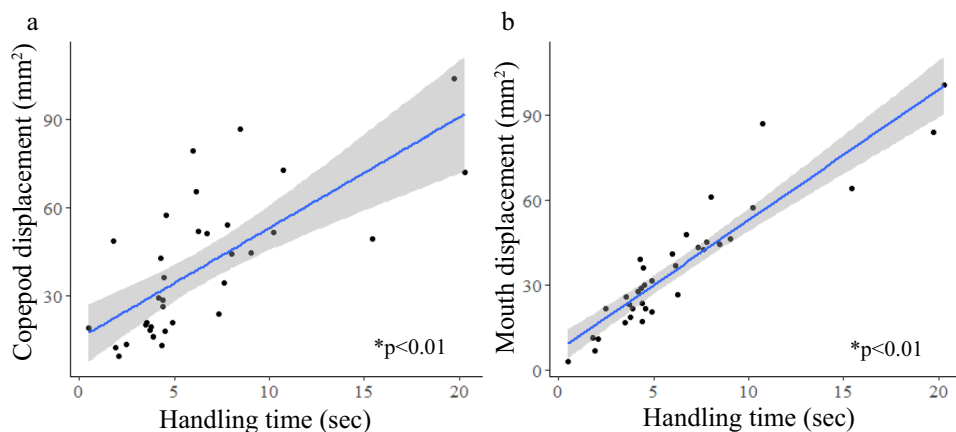 a
Copepod displacement (mm²)
90
60
30
*p<0.01
0 5 10 15 20
Handling time (sec)
b
Mouth displacement (mm²)
90
60
30
0
*p<0.01
0 5 10 15 20
Handling time (sec)